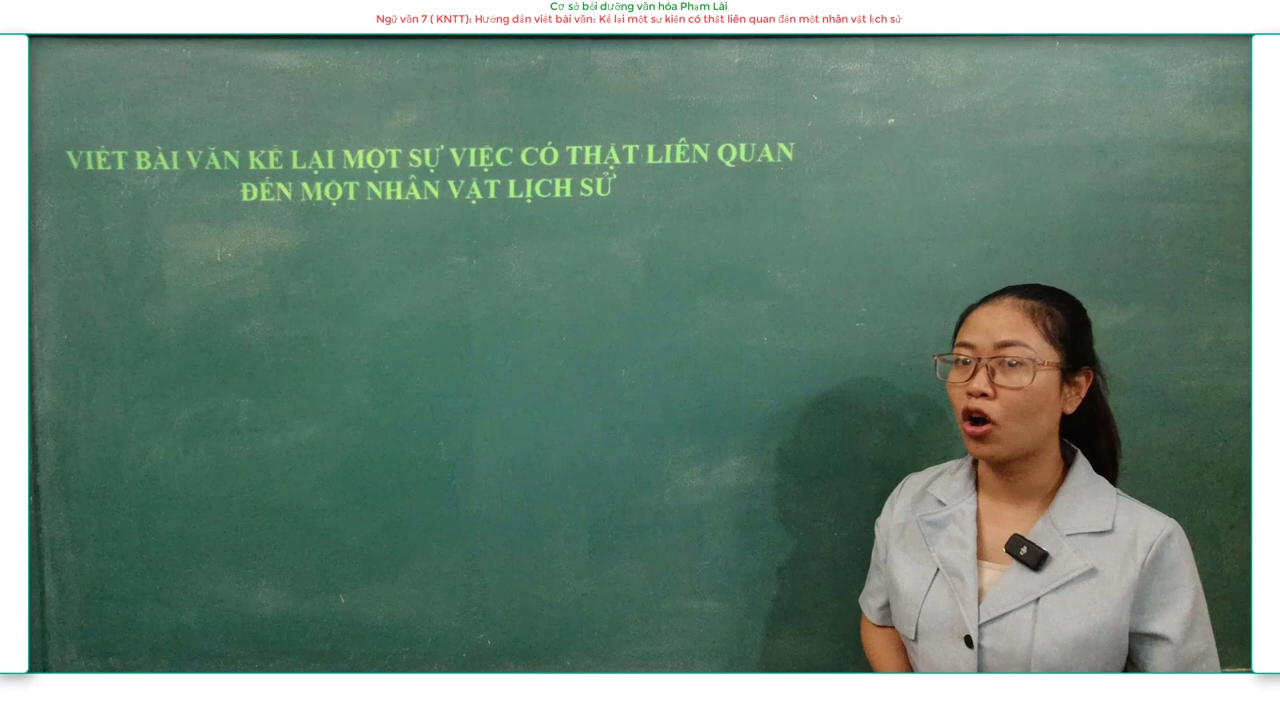 Cơ sở bồi dưỡng văn hóa Phạm Lài
Ngữ văn 7 ( KNTT): Hướng dẫn viết bài văn: Kể lại một sự kiện có thật liên quan đến một nhân vật lịch sử
VIẾT BÀI VĂN KỂ LẠI MỘT SỰ VIỆC CÓ THẬT LIÊN QUAN
ĐẾN MỘT NHÂN VẬT LỊCH SỬ